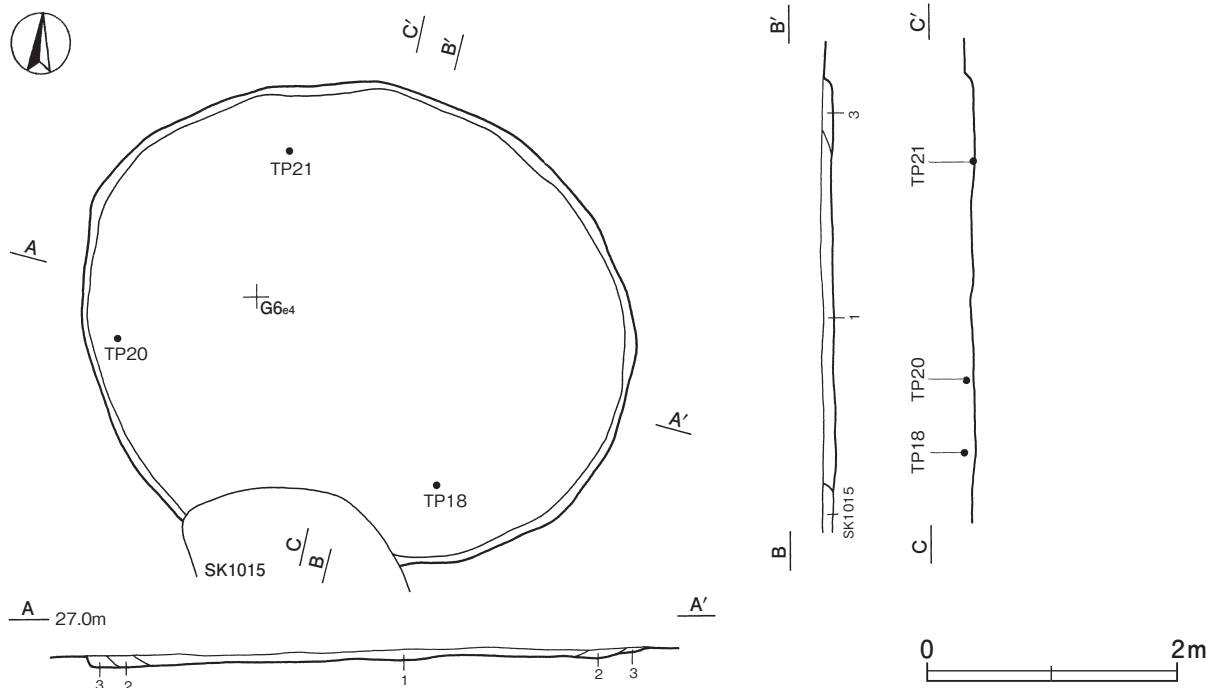 C′
B′
TP21
A
G6e4
TP20
A′
TP18
C
B
SK1015
A
27.0m
A′
3
2
1
2
3
B′
3
1
SK1015
B
C′
TP21
TP20
TP18
C
0
2m